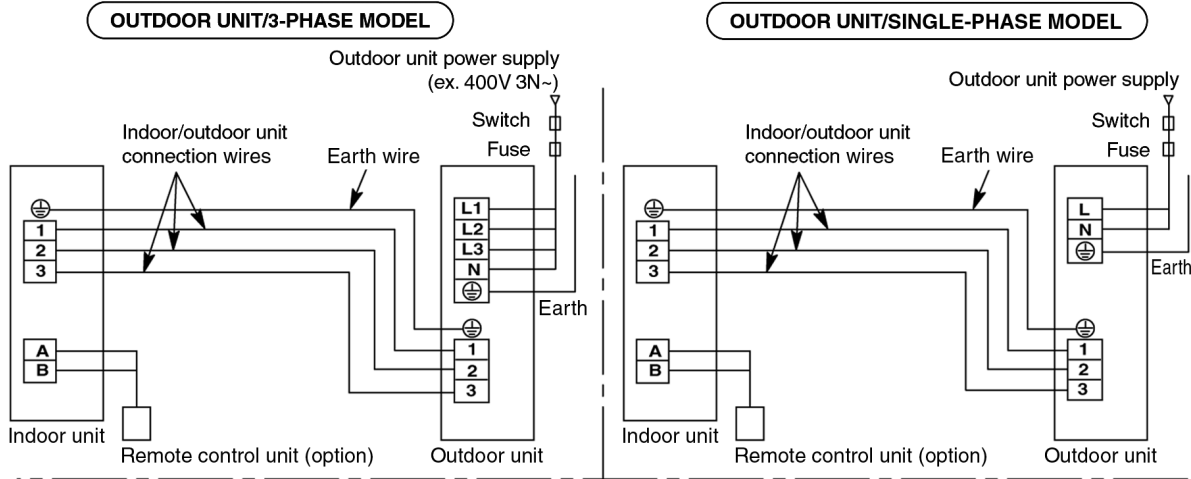 OUTDOOR UNIT/3-PHASE MODEL
Outdoor unit power supply
(ex. 400V 3N~)
Switch
Fuse
Indoor/outdoor unit
connection wires
Earth wire
1
2
3
A
B
L1
L2
L3
N
Earth
1
2
3
Indoor unit
Remote control unit (option)
Outdoor unit
OUTDOOR UNIT/SINGLE-PHASE MODEL
Outdoor unit power supply
Switch
Fuse
Indoor/outdoor unit
connection wires
Earth wire
1
2
3
A
B
L
N
Earth
1
2
3
Indoor unit
Remote control unit (option)
Outdoor unit